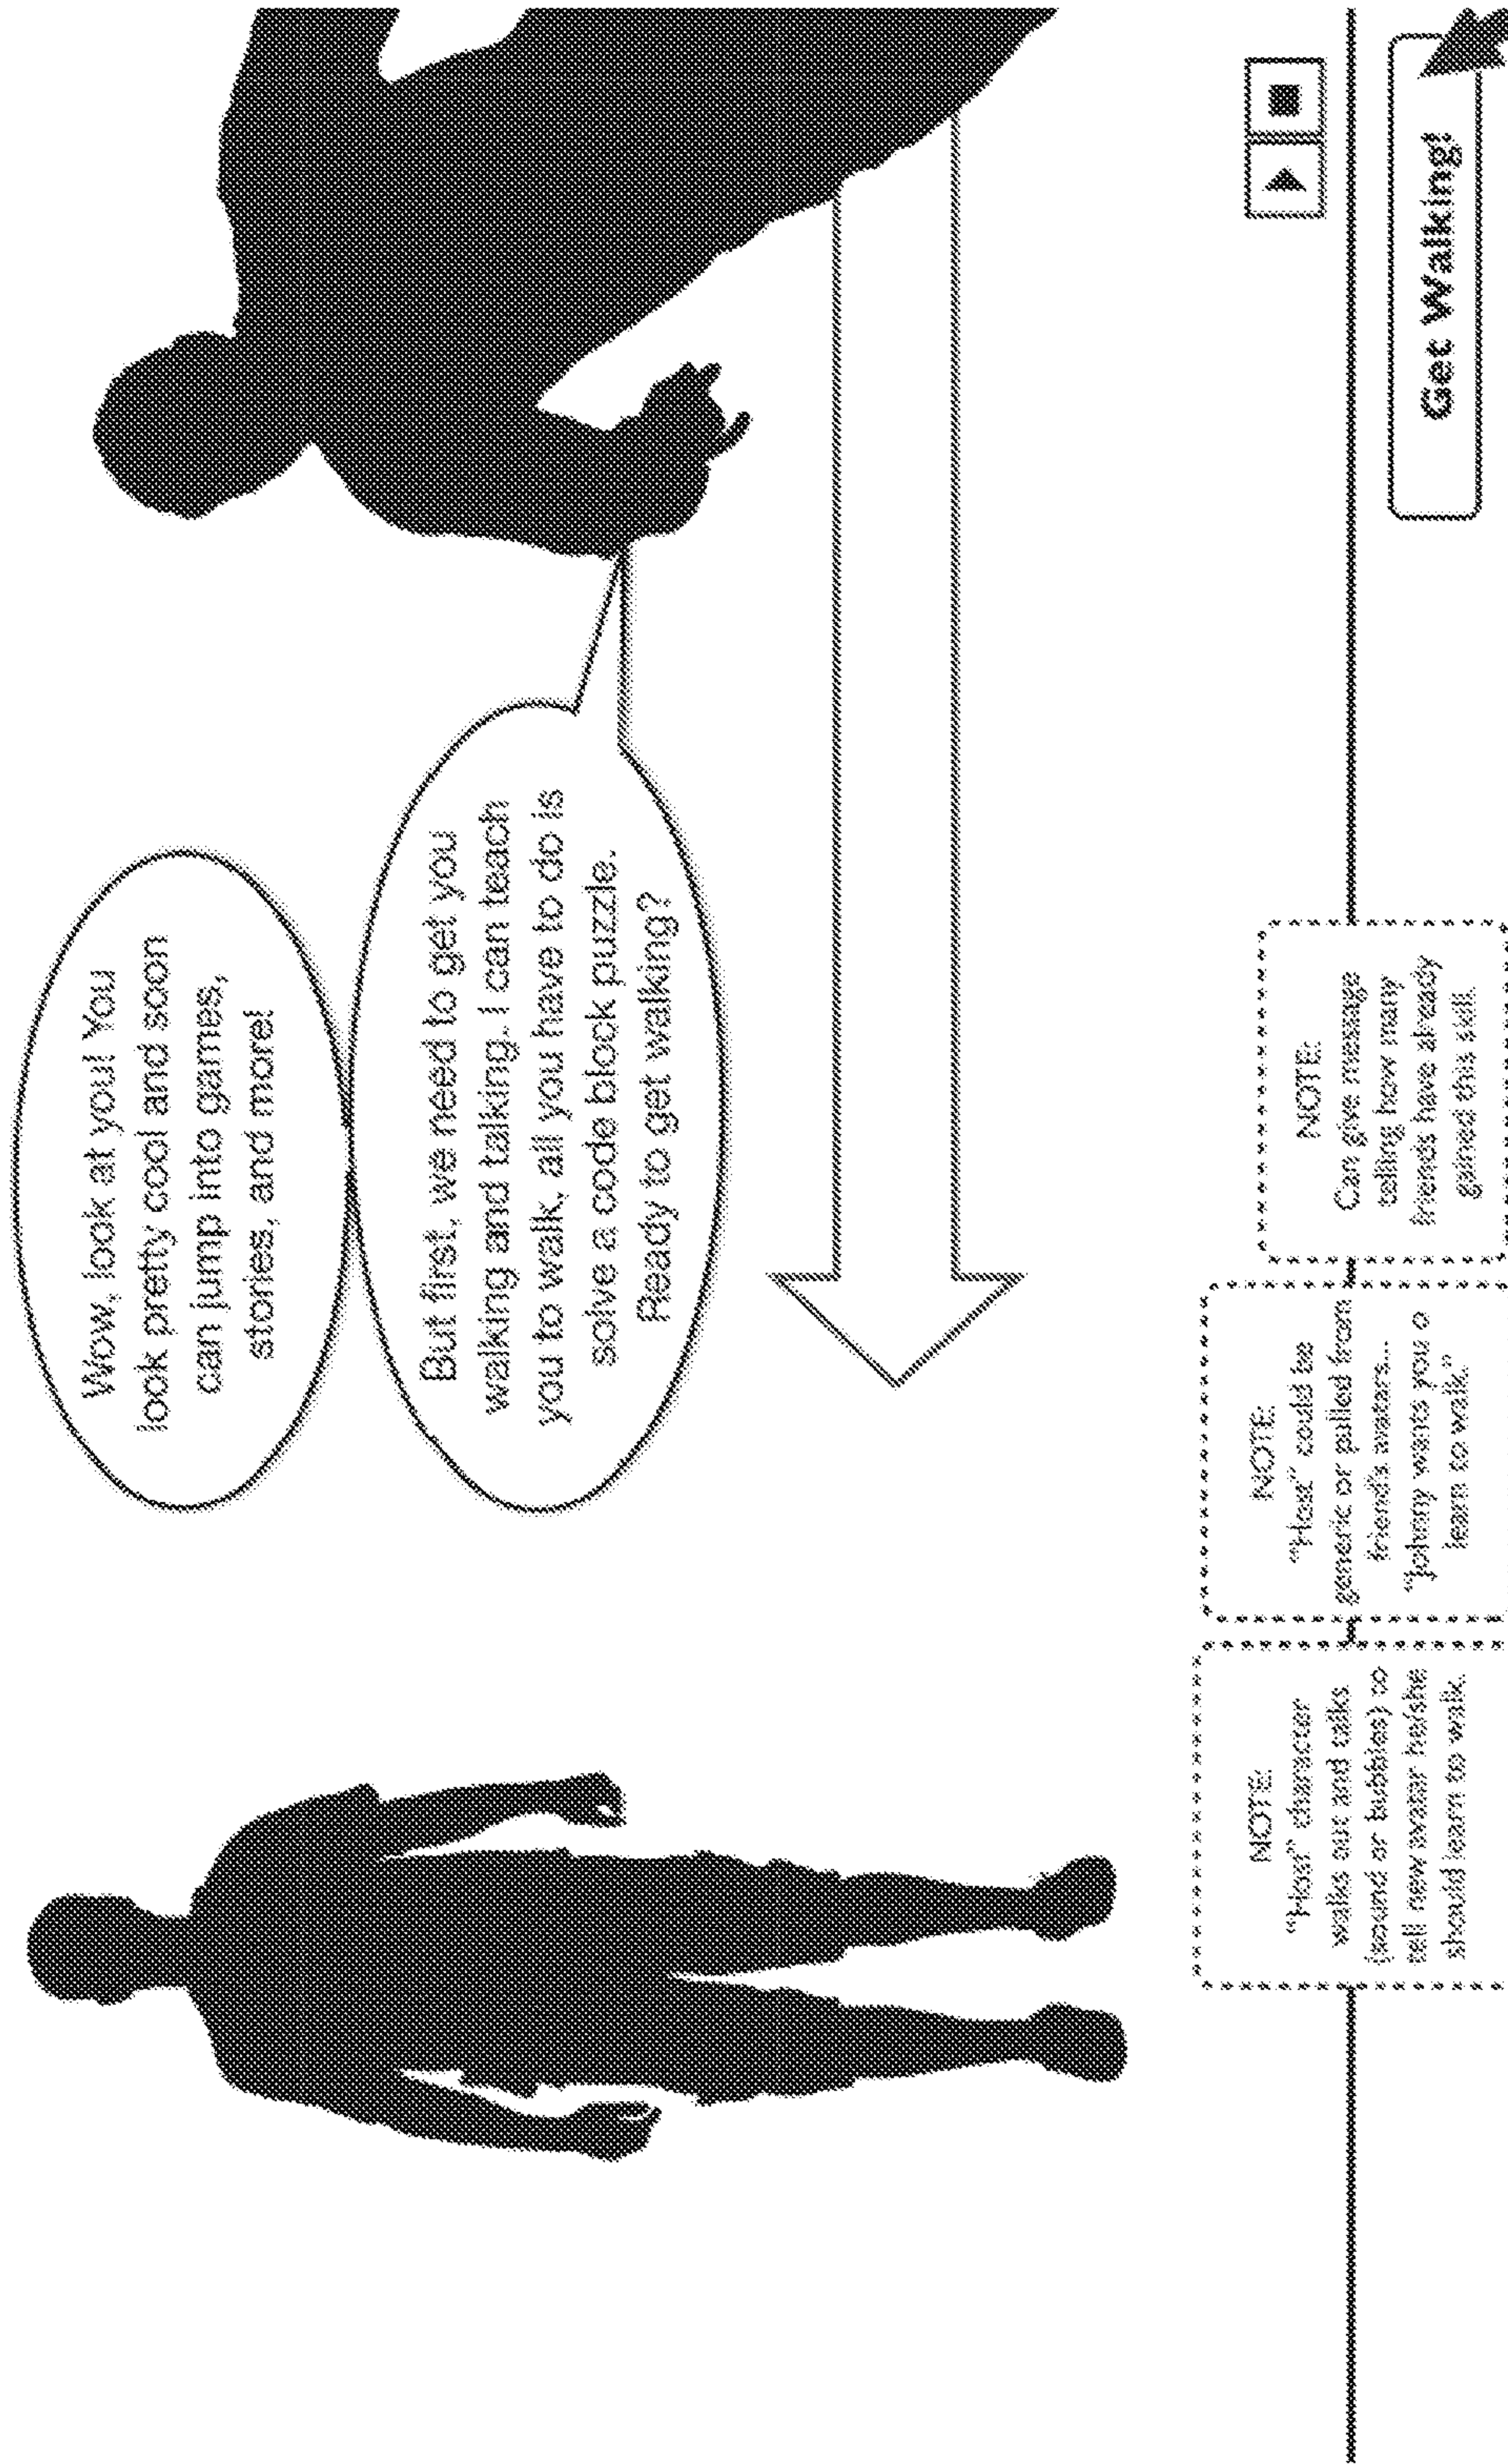 Wow, look at you! You
look pretty cool and soon
can jump into games,
stories, and more!
But first, we need to get you
walking and talking. I can teach
you to walk, all you have to do is
solve a code block puzzle.
Ready to get walking?
NOTE:
"Host" character
walks out and talks
(sound or bubbles) to
tell new avatar he/she
should learn to walk.
NOTE:
"Host" could be
generic or pulled from
friend's avatars...
"Johnny wants you o
learn to walk."
NOTE:
Can give message
telling how many
friends have already
gained this skill.
Get Walking!